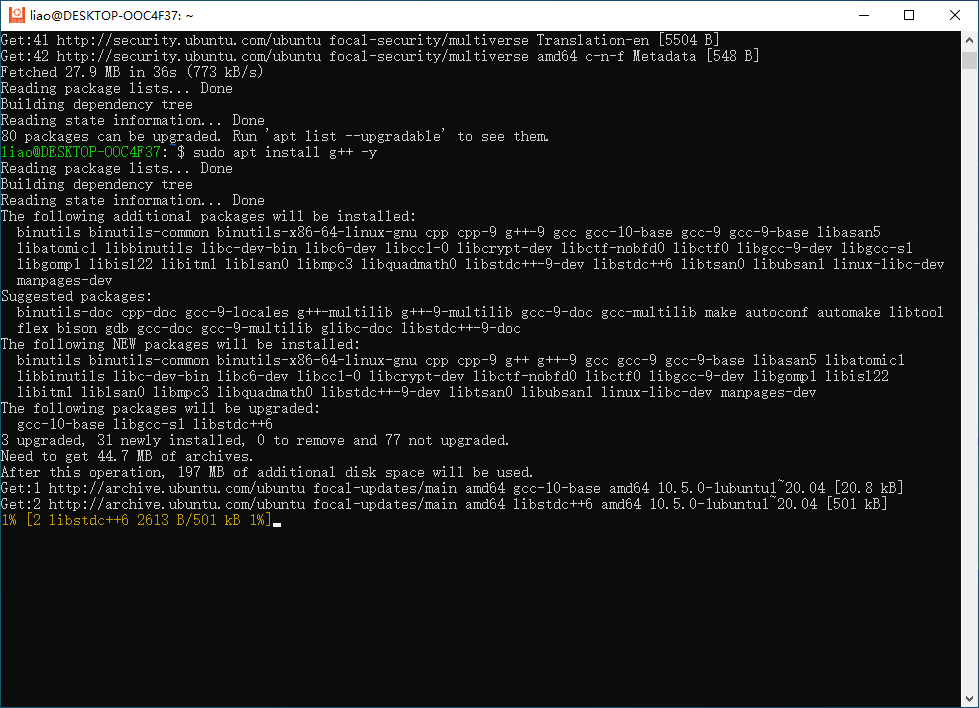 liao@DESKTOP-OOC4F37: ~
Get:41 http://security.ubuntu.com/ubuntu focal-security/multiverse Translation-en [5504 B]
Get:42 http://security.ubuntu.com/ubuntu focal-security/multiverse amd64 c-n-f Metadata [548 B]
Fetched 27.9 MB in 36s (773 kB/s)
Reading package lists... Done
Building dependency tree
Reading state information... Done
80 packages can be upgraded. Run 'apt list --upgradable' to see them.
liao@DESKTOP-OOC4F37:~$ sudo apt install g++ -y
Reading package lists... Done
Building dependency tree
Reading state information... Done
The following additional packages will be installed:
  binutils binutils-common binutils-x86-64-linux-gnu cpp cpp-9 g++-9 gcc gcc-10-base gcc-9 gcc-9-base libasan5
  libatomic1 libbinutils libc-dev-bin libc6-dev libcc1-0 libcrypt-dev libctf-nobfd0 libctf0 libgcc-9-dev libgcc-s1
  libgomp1 libisl22 libitm1 liblsan0 libmpc3 libquadmath0 libstdc++-9-dev libstdc++6 libtsan0 libubsan1 linux-libc-dev
  manpages-dev
Suggested packages:
  binutils-doc cpp-doc gcc-9-locales g++-multilib g++-9-multilib gcc-9-doc gcc-multilib make autoconf automake libtool
  flex bison gdb gcc-doc gcc-9-multilib glibc-doc libstdc++-9-doc
The following NEW packages will be installed:
  binutils binutils-common binutils-x86-64-linux-gnu cpp cpp-9 g++ g++-9 gcc gcc-9 gcc-9-base libasan5 libatomic1
  libbinutils libc-dev-bin libc6-dev libcc1-0 libcrypt-dev libctf-nobfd0 libctf0 libgcc-9-dev libgomp1 libisl22
  libitm1 liblsan0 libmpc3 libquadmath0 libstdc++-9-dev libtsan0 libubsan1 linux-libc-dev manpages-dev
The following packages will be upgraded:
  gcc-10-base libgcc-s1 libstdc++6
3 upgraded, 31 newly installed, 0 to remove and 77 not upgraded.
Need to get 44.7 MB of archives.
After this operation, 197 MB of additional disk space will be used.
Get:1 http://archive.ubuntu.com/ubuntu focal-updates/main amd64 gcc-10-base amd64 10.5.0-1ubuntu1~20.04 [20.8 kB]
Get:2 http://archive.ubuntu.com/ubuntu focal-updates/main amd64 libstdc++6 amd64 10.5.0-1ubuntu1~20.04 [501 kB]
1% [2 libstdc++6 2613 B/501 kB 1%]